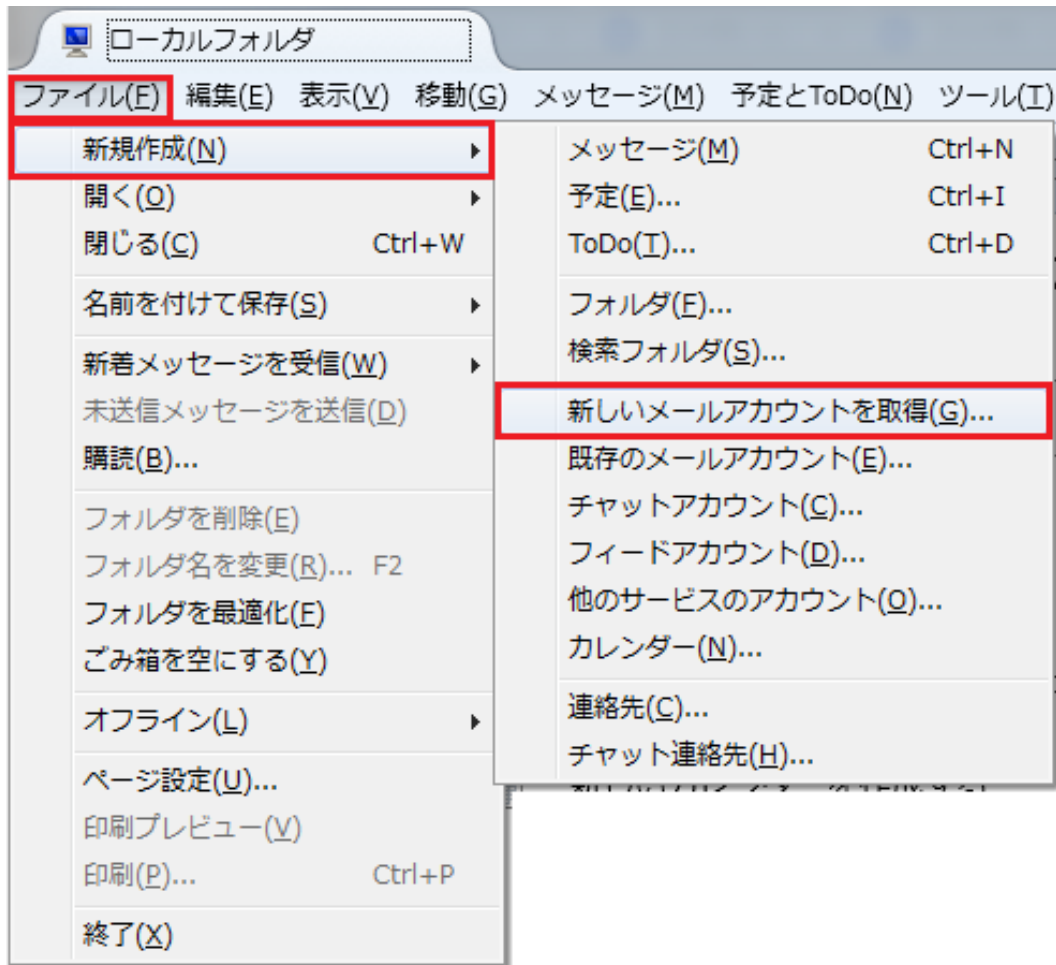 ローカルフォルダ
ファイル(F) 編集(E) 表示(V) 移動(G) メッセージ(M) 予定とToDo(N) ツール(T)
新規作成(N)
開く(O)
閉じる(C) Ctrl+W
名前を付けて保存(S)
新着メッセージを受信(W)
未送信メッセージを送信(D)
購読(B)...
フォルダを削除(E)
フォルダ名を変更(R)... F2
フォルダを最適化(F)
ごみ箱を空にする(Y)
オフライン(L)
ページ設定(U)...
印刷プレビュー(V)
印刷(P)... Ctrl+P
終了(X)
メッセージ(M) Ctrl+N
予定(E)... Ctrl+I
ToDo(T)... Ctrl+D
フォルダ(F)...
検索フォルダ(S)...
新しいメールアカウントを取得(G)...
既存のメールアカウント(E)...
チャットアカウント(C)...
フィードアカウント(D)...
他のサービスのアカウント(O)...
カレンダー(N)...
連絡先(C)...
チャット連絡先(H)...